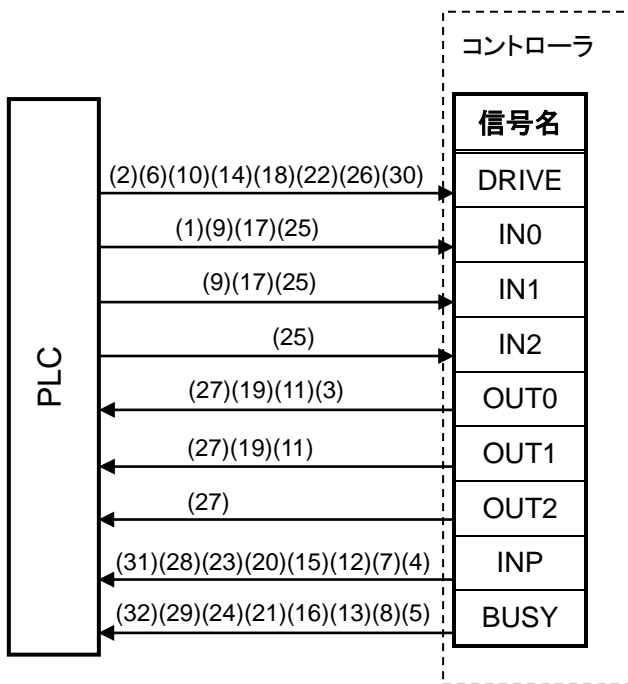 コントローラ
信号名
(2)(6)(10)(14)(18)(22)(26)(30) DRIVE
(1)(9)(17)(25) IN0
(9)(17)(25) IN1
(25) IN2
PLC
(27)(19)(11)(3) OUT0
(27)(19)(11) OUT1
(27) OUT2
(31)(28)(23)(20)(15)(12)(7)(4) INP
(32)(29)(24)(21)(16)(13)(8)(5) BUSY